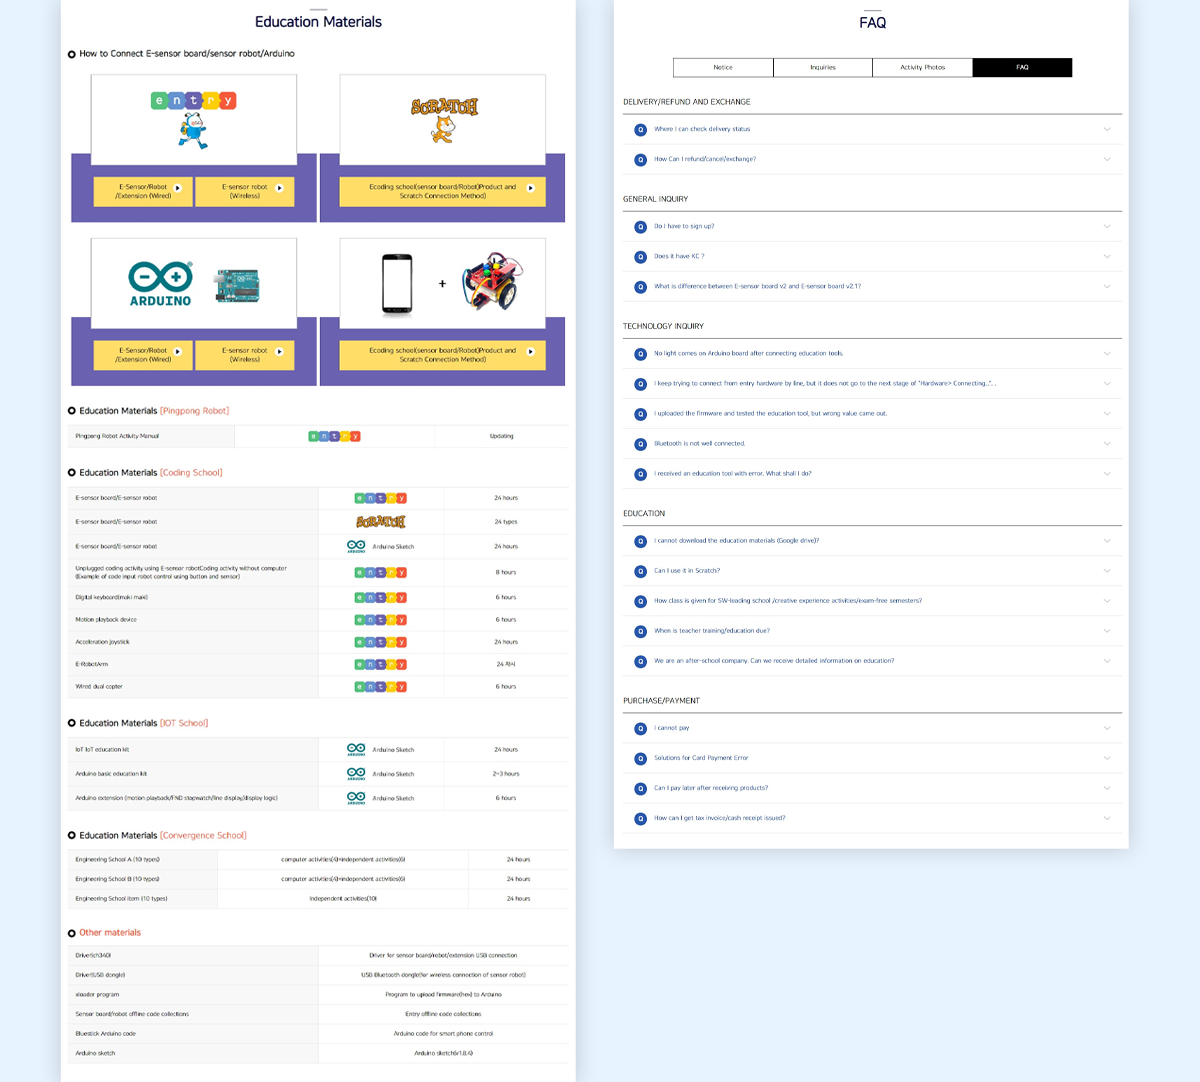 Education Materials
How to Connect E-sensor board/sensor robot/Arduino
entry
SCRATCH
E-Sensor/Robot
/Extension (Wired)
E-sensor robot
(Wireless)
Ecoding school(sensor board/Robot)Product and
Scratch Connection Method)
ARDUINO
+
E-Sensor/Robot
/Extension (Wired)
E-sensor robot
(Wireless)
Ecoding school(sensor board/Robot)Product and
Scratch Connection Method)
Education Materials [Pingpong Robot]
Pingpong Robot Activity Manual entry Updating
Education Materials [Coding School]
E-sensor board/E-sensor robot entry 24 hours
E-sensor board/E-sensor robot SCRATCH 24 types
E-sensor board/E-sensor robot ARDUINO Arduino Sketch 24 hours
Unplugged coding activity using E-sensor robotCoding activity without computer
(Example of code input robot control using button and sensor) entry 8 hours
Digital keyboard(maki maki) entry 6 hours
Motion playback device entry 6 hours
Acceleration joystick entry 24 hours
E-RobotArm entry 24 차시
Wired dual copter entry 6 hours
Education Materials [IOT School]
IoT IoT education kit ARDUINO Arduino Sketch 24 hours
Arduino basic education kit ARDUINO Arduino Sketch 2~3 hours
Arduino extension (motion playback/FND stopwatch/line display/display logic) ARDUINO Arduino Sketch 6 hours
Education Materials [Convergence School]
Engineering School A (10 types) computer activities(4)+independent activities(6) 24 hours
Engineering School B (10 types) computer activities(4)+independent activities(6) 24 hours
Engineering School item (10 types) Independent activities(10) 24 hours
Other materials
Driver(ch340) Driver for sensor board/robot/extension USB connection
Driver(USB dongle) USB Bluetooth dongle(for wireless connection of sensor robot)
xloader program Program to upload firmware(hex) to Arduino
Sensor board/robot offline code collections Entry offline code collections
Bluestick Arduino code Arduino code for smart phone control
Arduino sketch Arduino sketch(v1.8.4)
FAQ
Notice Inquiries Activity Photos FAQ
DELIVERY/REFUND AND EXCHANGE
Q Where I can check delivery status
Q How Can I refund/cancel/exchange?
GENERAL INQUIRY
Q Do I have to sign up?
Q Does it have KC ?
Q What is difference between E-sensor board v2 and E-sensor board v2.1?
TECHNOLOGY INQUIRY
Q No light comes on Arduino board after connecting education tools.
Q I keep trying to connect from entry hardware by line, but it does not go to the next stage of "Hardware> Connecting..". .
Q I uploaded the firmware and tested the education tool, but wrong value came out.
Q Bluetooth is not well connected.
Q I received an education tool with error. What shall I do?
EDUCATION
Q I cannot download the education materials (Google drive)?
Q Can I use it in Scratch?
Q How class is given for SW-leading school /creative experience activities/exam-free semesters?
Q When is teacher training/education due?
Q We are an after-school company. Can we receive detailed information on education?
PURCHASE/PAYMENT
Q I cannot pay
Q Solutions for Card Payment Error
Q Can I pay later after receiving products?
Q How can I get tax invoice/cash receipt issued?